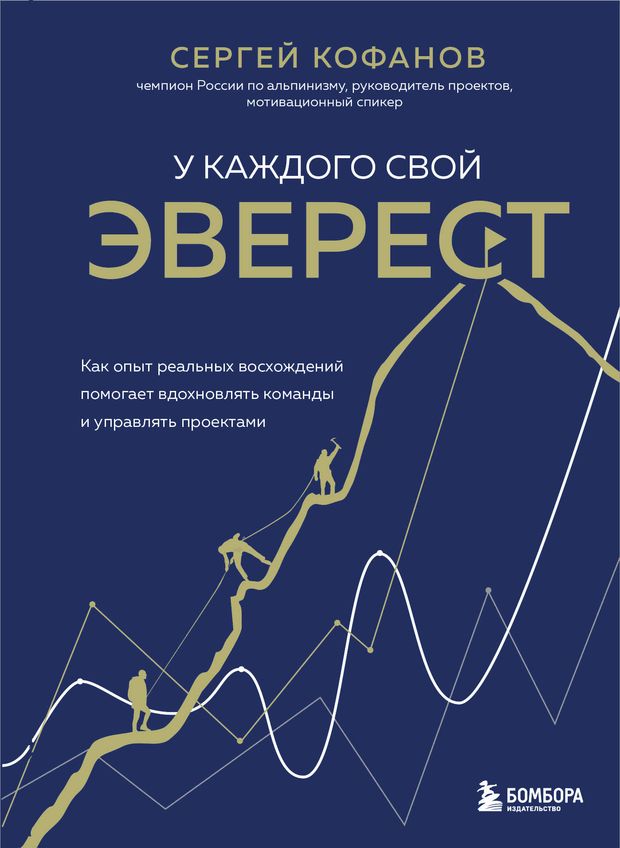 СЕРГЕЙ КОФАНОВ
чемпион России по альпинизму, руководитель проектов,
мотивационный спикер
У КАЖДОГО СВОЙ
ЭВЕРЕСТ
Как опыт реальных восхождений
помогает вдохновлять команды
и управлять проектами
БОМБОРА
ИЗДАТЕЛЬСТВО